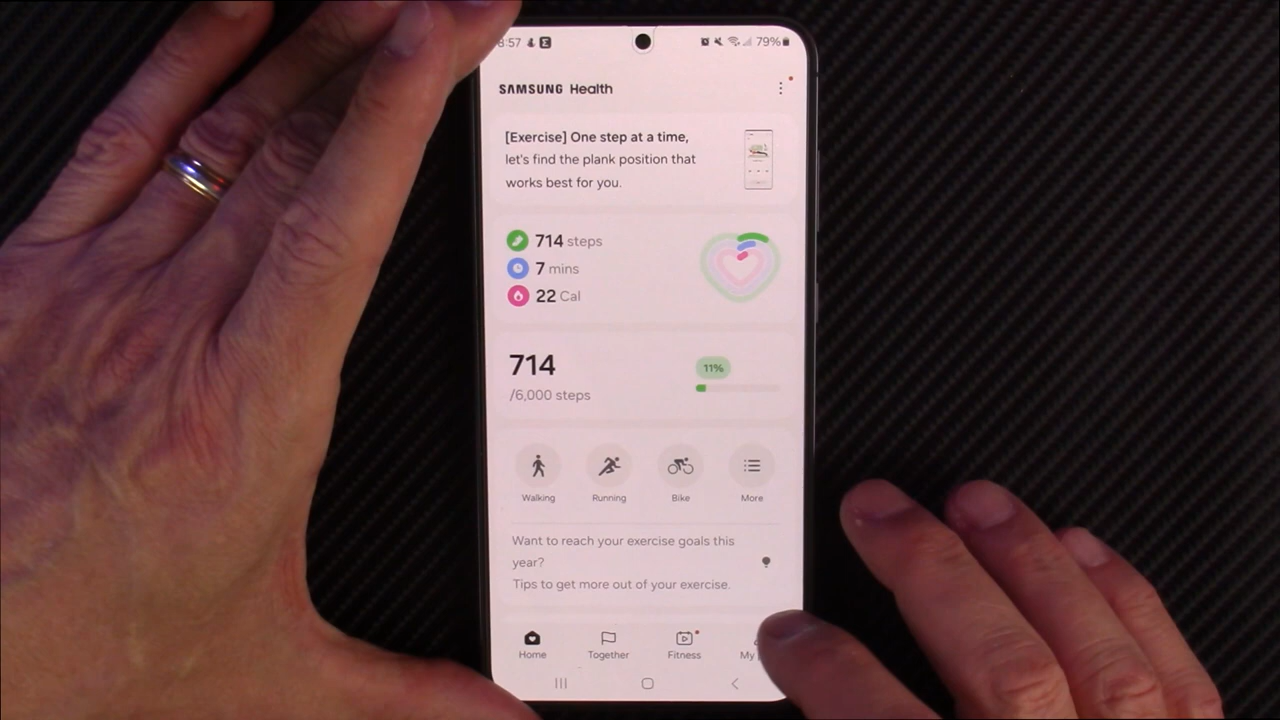 :57 79%
SAMSUNG Health
[Exercise] One step at a time,
let's find the plank position that
works best for you.
714 steps
7 mins
22 Cal
714
/6,000 steps
11%
Walking Running Bike More
Want to reach your exercise goals this
year?
Tips to get more out of your exercise.
Home Together Fitness My